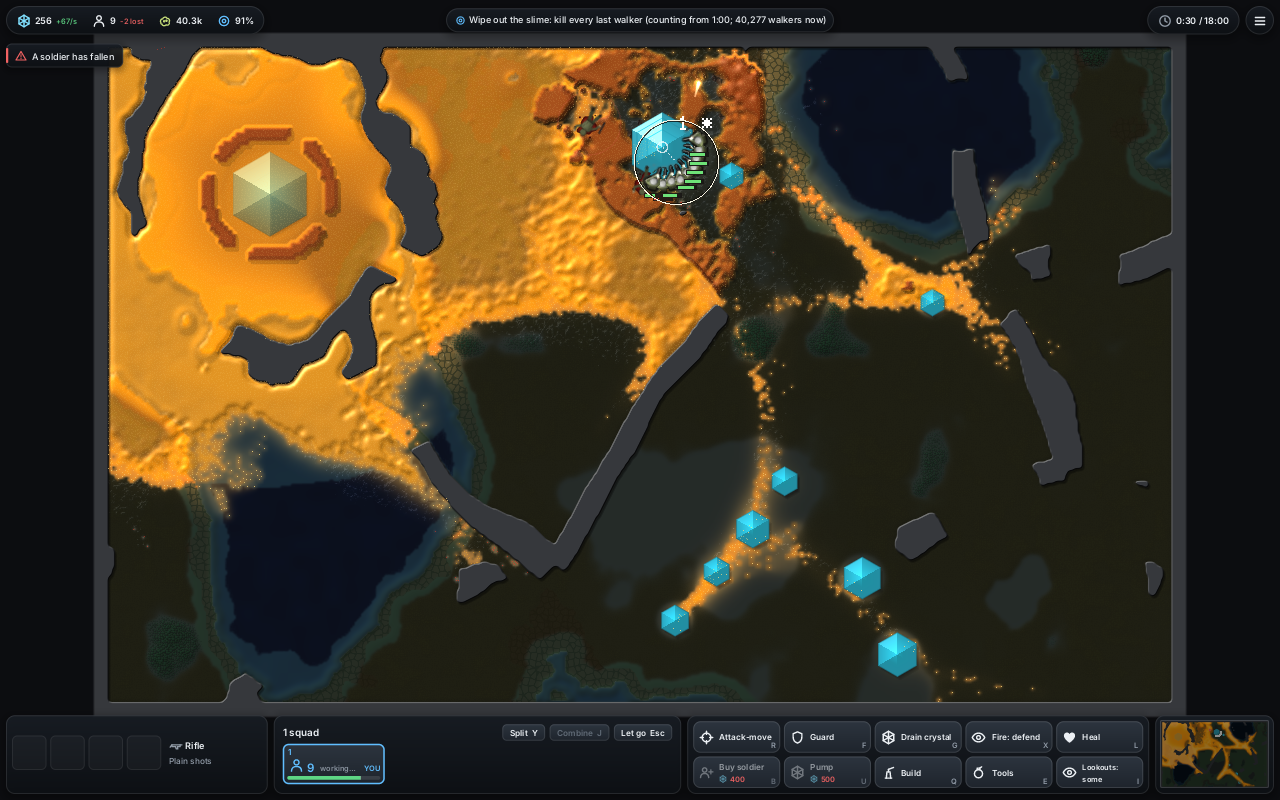 256 +67/s 9 -2 lost 40.3k 91%
Wipe out the slime: kill every last walker (counting from 1:00; 40,277 walkers now)
0:30 / 18:00
A soldier has fallen
1
Rifle
Plain shots
1 squad
Split Y
Combine J
Let go Esc
1
9 working... YOU
Attack-move R
Guard F
Drain crystal G
Fire: defend X
Heal L
Buy soldier 400 B
Pump 500 U
Build Q
Tools E
Lookouts: some I